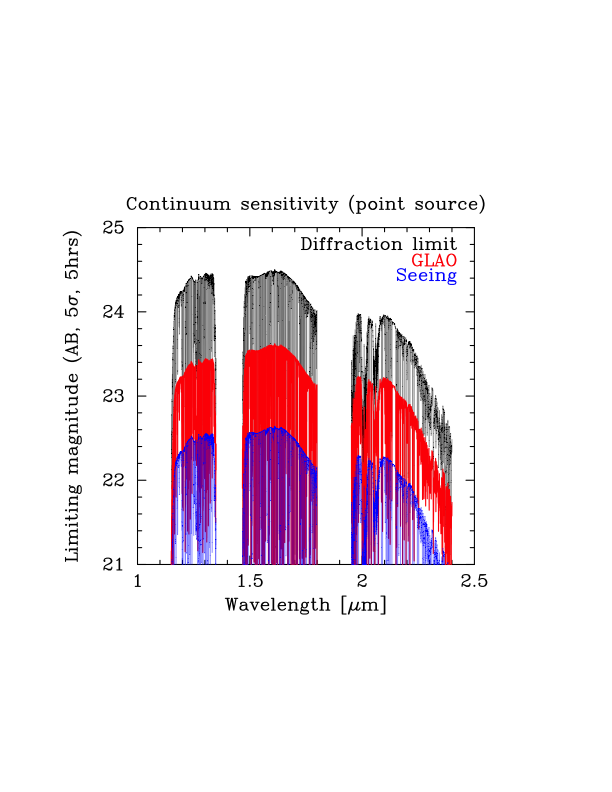 Continuum sensitivity (point source)
Diffraction limit
GLAO
Seeing
25
24
23
22
21
Limiting magnitude (AB, 5σ, 5hrs)
1
1.5
2
2.5
Wavelength [μm]